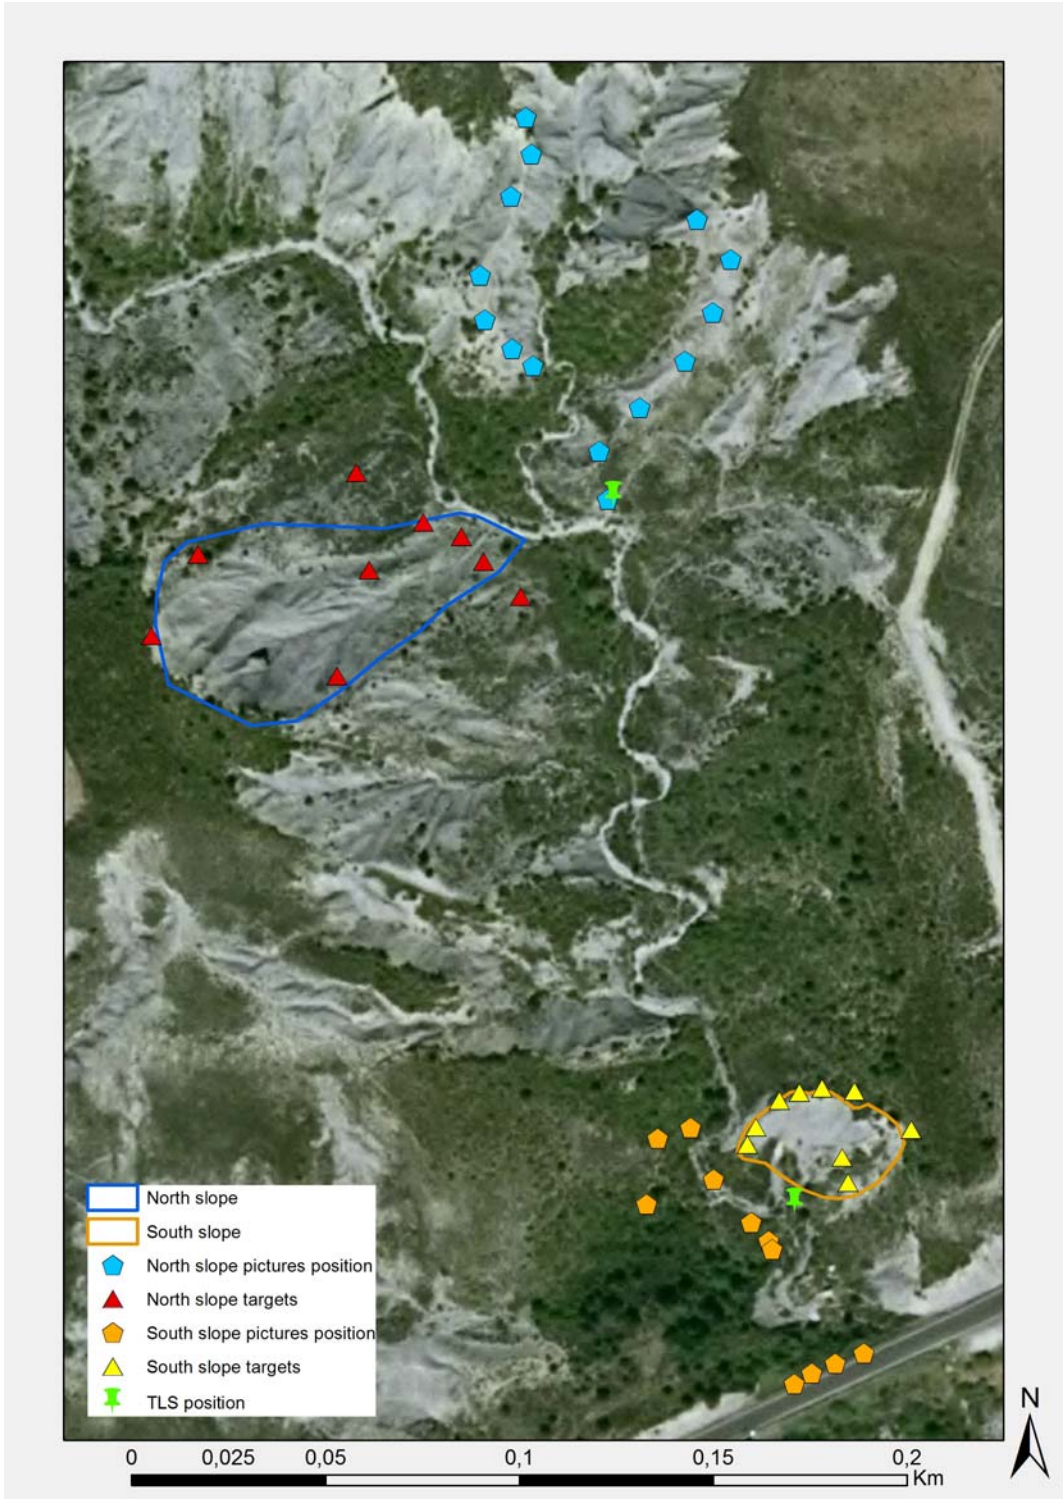 North slope
South slope
North slope pictures position
North slope targets
South slope pictures position
South slope targets
TLS position
N
0 0,025 0,05 0,1 0,15 0,2
Km